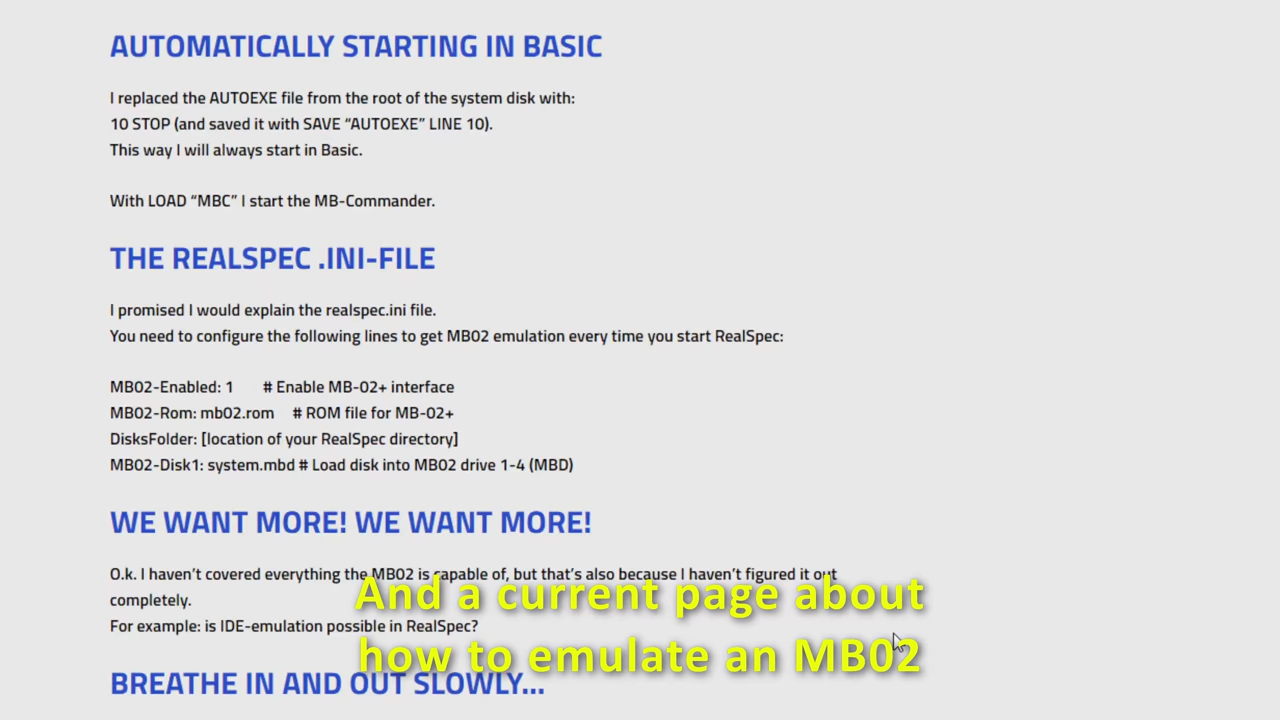 AUTOMATICALLY STARTING IN BASIC
I replaced the AUTOEXE file from the root of the system disk with:
10 STOP (and saved it with SAVE “AUTOEXE” LINE 10).
This way I will always start in Basic.
With LOAD “MBC” I start the MB-Commander.
THE REALSPEC .INI-FILE
I promised I would explain the realspec.ini file.
You need to configure the following lines to get MB02 emulation every time you start RealSpec:
MB02-Enabled: 1 # Enable MB-02+ interface
MB02-Rom: mb02.rom # ROM file for MB-02+
DisksFolder: [location of your RealSpec directory]
MB02-Disk1: system.mbd # Load disk into MB02 drive 1-4 (MBD)
WE WANT MORE! WE WANT MORE!
O.k. I haven’t covered everything the MB02 is capable of, but that’s also because I haven’t figured it out
completely.
For example: is IDE-emulation possible in RealSpec?
And a current page about
how to emulate an MB02
BREATHE IN AND OUT SLOWLY...